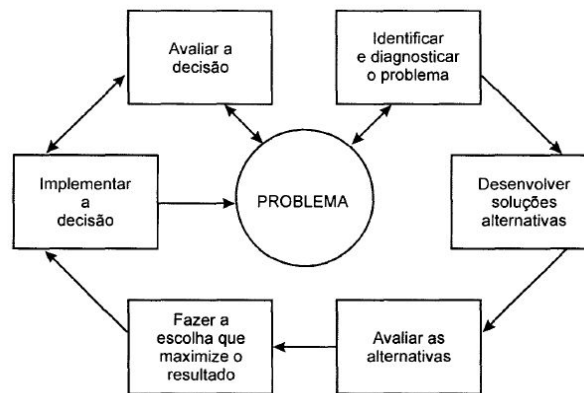 Avaliar a
decisão
Identificar
e diagnosticar
o problema
Implementar
a
decisão
PROBLEMA
Desenvolver
soluções
alternativas
Fazer a
escolha que
maximize o
resultado
Avaliar as
alternativas